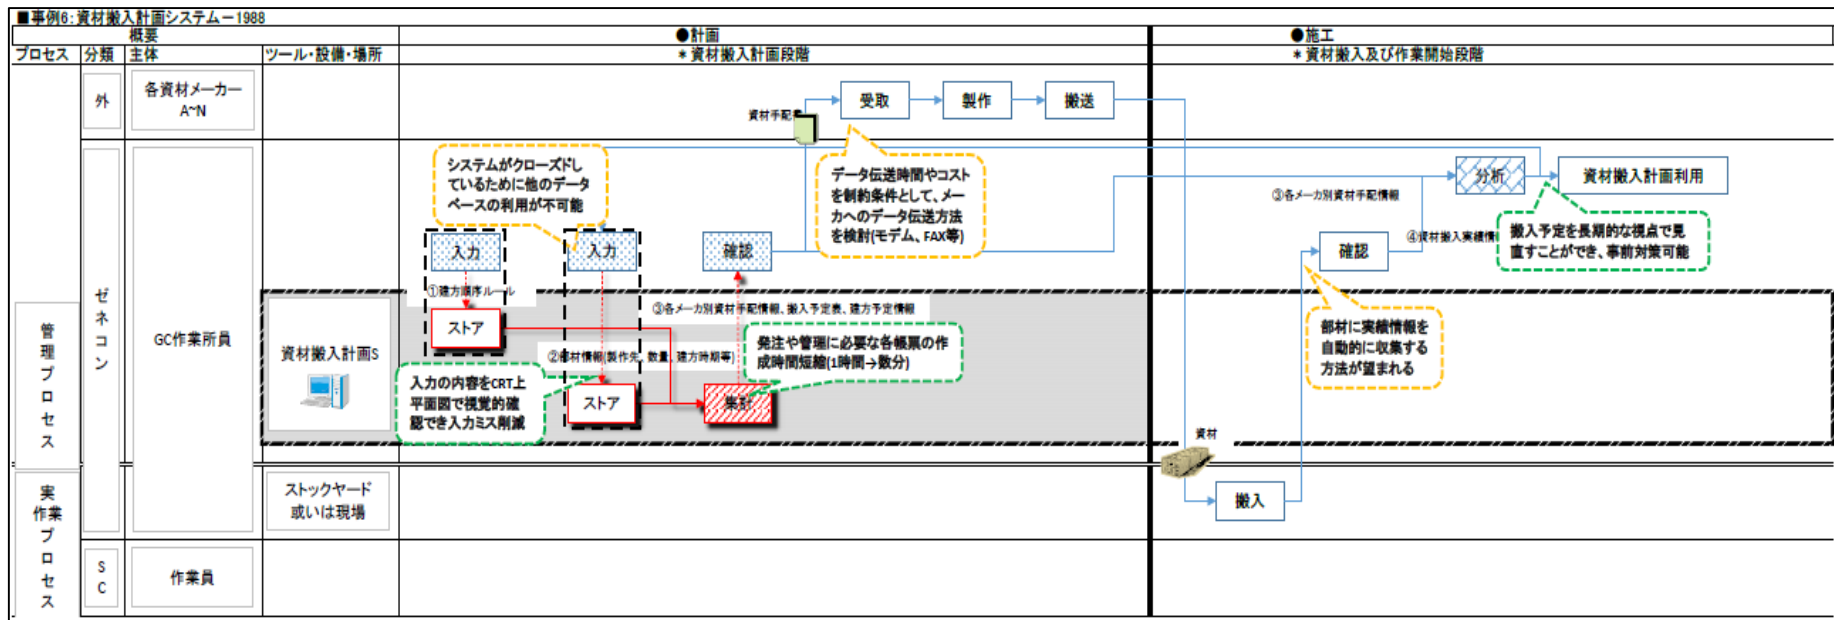 ■事例6:資材搬入計画システムー1988
概要
●計画
●施工
プロセス
分類
主体
ツール・設備・場所
＊資材搬入計画段階
＊資材搬入及び作業開始段階
外
各資材メーカー
A~N
資材手配
受取
製作
搬送
システムがクローズドし
ているために他のデータ
ベースの利用が不可能
データ伝送時間やコスト
を制約条件として、メー
カへのデータ伝送方法
を検討(モデム、FAX等)
分析
資材搬入計画利用
③各メーカ別資材手配情報
搬入予定を長期的な視点で見
直すことができ、事前対策可能
入力
入力
確認
確認
④資材搬入実績情
①建方順序ルール
③各メーカ別資材手配情報、搬入予定表、建方予定情報
ゼネコン
GC作業所員
管理プロセス
資材搬入計画S
ストア
②部材情報(製作先、数量、建方時期等)
発注や管理に必要な各帳票の作
成時間短縮(1時間→数分)
部材に実績情報を
自動的に収集する
方法が望まれる
入力の内容をCRT上
平面図で視覚的確
認でき入力ミス削減
ストア
集計
資材
実作業プロセス
ストックヤード
或いは現場
搬入
SC
作業員